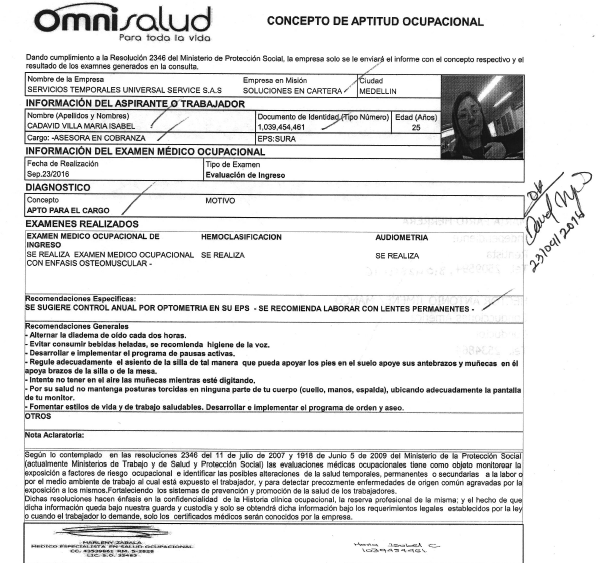 OMNISALUD
Para toda la vida
CONCEPTO DE APTITUD OCUPACIONAL
Dando cumplimiento a la Resolución 2346 del Ministerio de Protección Social, la empresa solo se le enviará el informe con el concepto respectivo y el
resultado de los examnes generados en la consulta.
Nombre de la Empresa Empresa en Misión Ciudad
SERVICIOS TEMPORALES UNIVERSAL SERVICE S.A.S SOLUCIONES EN CARTERA MEDELLIN
INFORMACIÓN DEL ASPIRANTE O TRABAJADOR
Nombre (Apellidos y Nombres) Documento de Identidad (Tipo Número) Edad (Años)
CADAVID VILLA MARIA ISABEL 1,039,454,461 25
Cargo: -ASESORA EN COBRANZA EPS:SURA
INFORMACIÓN DEL EXAMEN MÉDICO OCUPACIONAL
Fecha de Realización Tipo de Examen
Sep.23/2016 Evaluación de Ingreso
DIAGNOSTICO
Concepto MOTIVO
APTO PARA EL CARGO
EXAMENES REALIZADOS
EXAMEN MEDICO OCUPACIONAL DE INGRESO HEMOCLASIFICACION AUDIOMETRIA
SE REALIZA EXAMEN MEDICO OCUPACIONAL SE REALIZA SE REALIZA
CON ENFASIS OSTEOMUSCULAR -
23/09/2016
Recomendaciones Especificas:
SE SUGIERE CONTROL ANUAL POR OPTOMETRIA EN SU EPS - SE RECOMIENDA LABORAR CON LENTES PERMANENTES -
Recomendaciones Generales
- Alternar la diadema de oído cada dos horas.
- Evitar consumir bebidas heladas, se recomienda higiene de la voz.
- Desarrollar e implementar el programa de pausas activas.
- Regule adecuadamente el asiento de la silla de tal manera que pueda apoyar los pies en el suelo apoye sus antebrazos y muñecas en él
apoya brazos de la silla o de la mesa.
- Intente no tener en el aire las muñecas mientras esté digitando.
- Por su salud no mantenga posturas torcidas en ninguna parte de tu cuerpo (cuello, manos, espalda), ubicando adecuadamente la pantalla
de tu monitor.
- Fomentar estilos de vida y de trabajo saludables. Desarrollar e implementar el programa de orden y aseo.
OTROS
Nota Aclaratoria:
Según lo contemplado en las resoluciones 2346 del 11 de julio de 2007 y 1918 de Junio 5 de 2009 del Ministerio de la Protección Social
(actualmente Ministerios de Trabajo y de Salud y Protección Social) las evaluaciones médicas ocupacionales tiene como objeto monitorear la
exposición a factores de riesgo ocupacional e identificar las posibles alteraciones de la salud temporales, permanentes o secundarias a la labor o
por el medio ambiente de trabajo al cual está expuesto el trabajador, y para detectar precozmente enfermedades de origen común agravadas por la
exposición a los mismos.Fortaleciendo los sistemas de prevención y promoción de la salud de los trabajadores.
Dichas resoluciones hacen énfasis en la confidencialidad de la Historia clínica ocupacional, la reserva profesional de la misma; y el hecho de que
dicha información queda bajo nuestra guarda y custodia y solo se obtendrá dicha información bajo los requerimientos legales establecidos por la ley
o cuando el trabajador lo demande, solo los certificados médicos serán conocidos por la empresa.
MARLENY ZABALA
MEDICO ESPECIALISTA EN SALUD OCUPACIONAL
Maria Isabel C.
1039454461